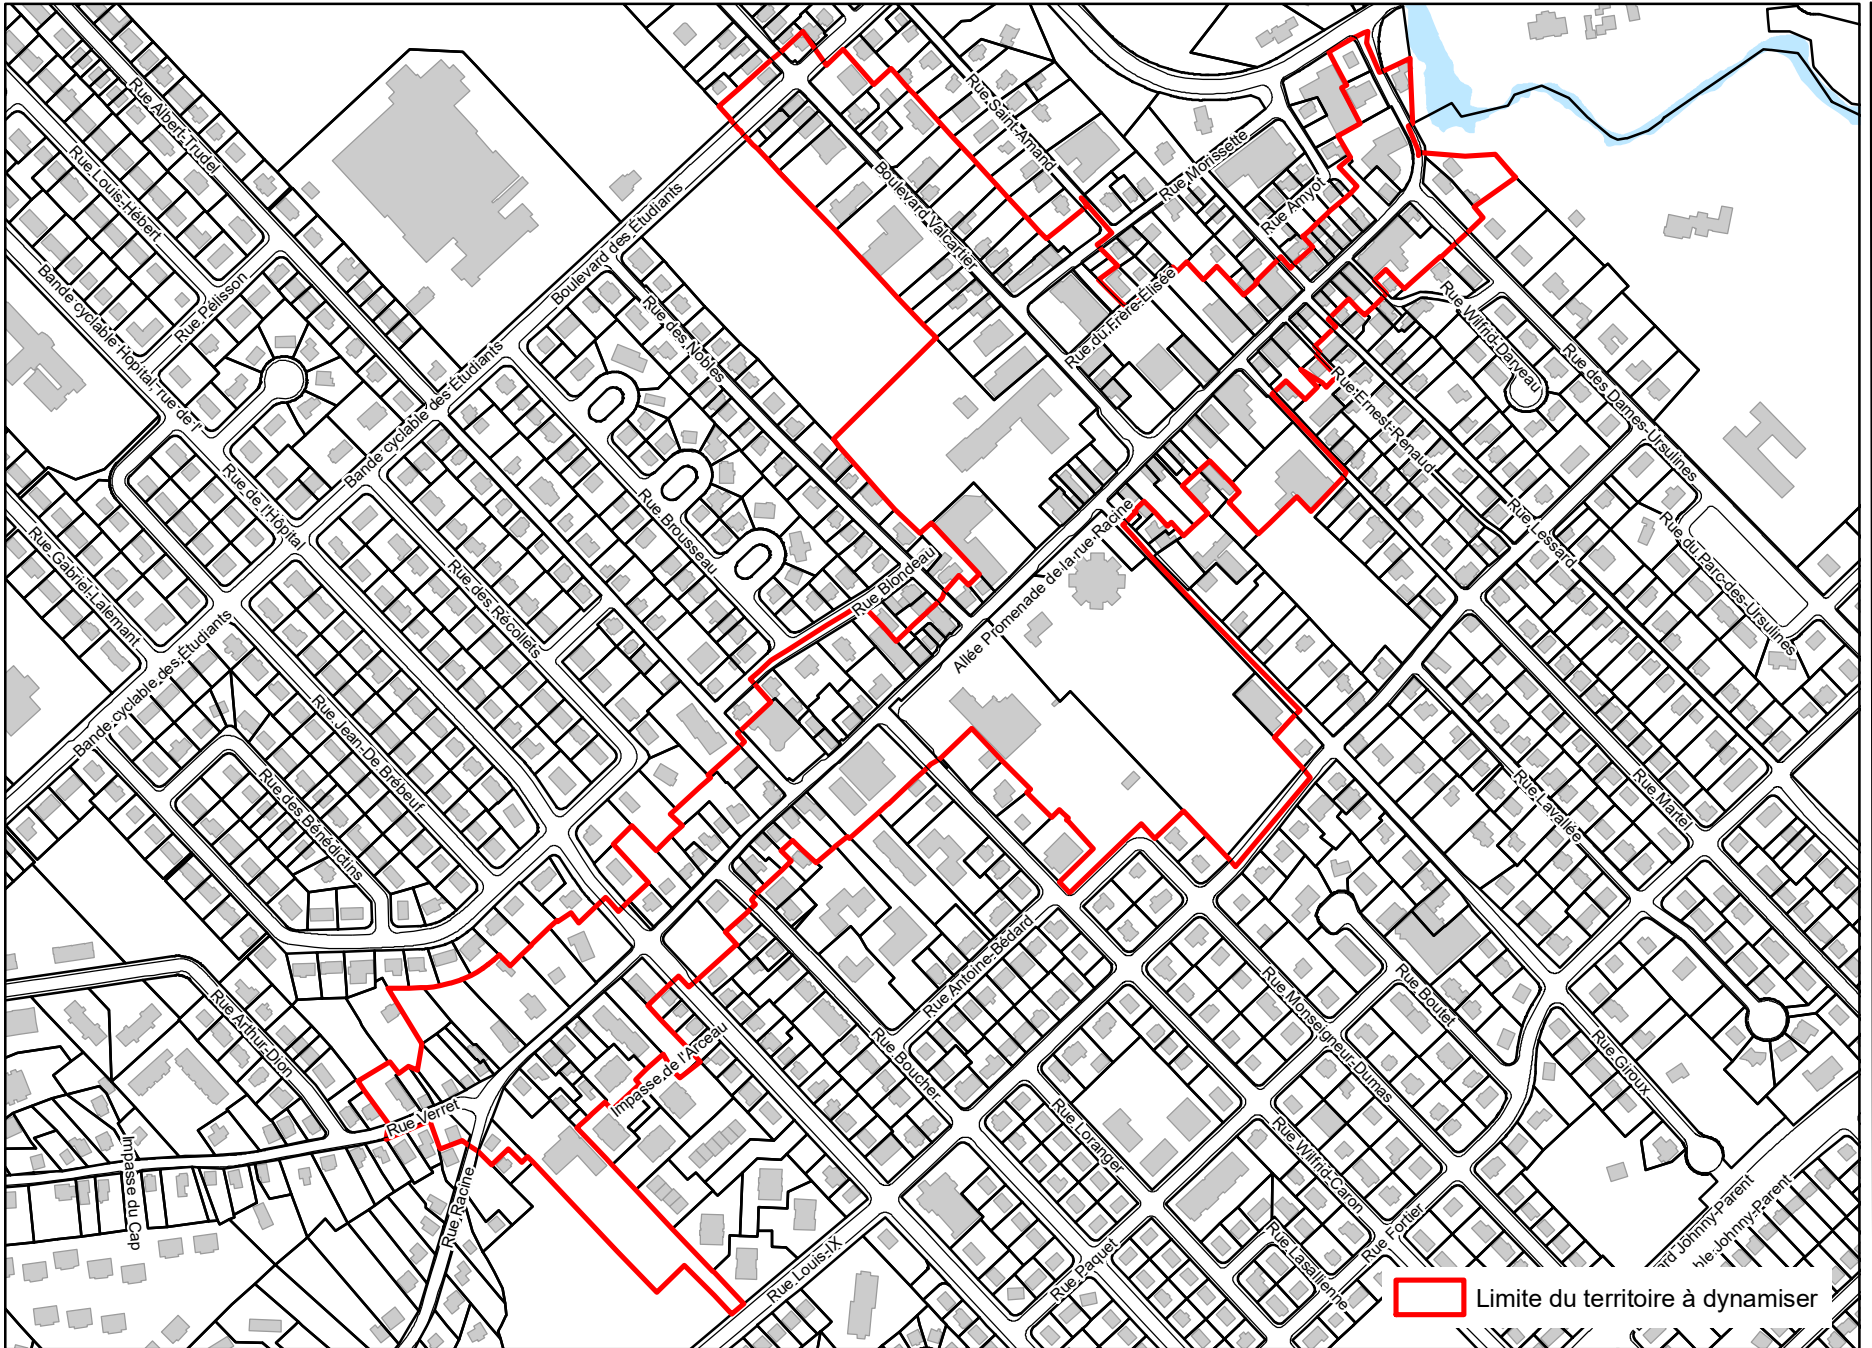 Rue Albert-Trudel
Rue Louis-Hébert
Rue Saint-Amand
Rue Morissette
Boulevard Valcartier
Rue Amyot
Boulevard des Étudiants
Rue Pélisson
Bande cyclable Hôpital, rue de l'
Rue des Nobles
Rue du Frère-Élisée
Rue Wilfrid-Darveau
Rue des Dames-Ursulines
Bande cyclable des Étudiants
Rue Ernest-Renaud
Rue de l'Hôpital
Rue Brousseau
Rue Lessard
Rue du Parc-des-Ursulines
Rue Gabriel-Lalemant
Rue des Récollets
Rue Blondeau
Allée Promenade de la rue Racine
Bande cyclable des Étudiants
Rue Jean-De Brébeuf
Rue des Bénédictins
Rue Lavallée
Rue Martel
Rue Antoine-Bédard
Rue Monseigneur-Dumas
Rue Boutet
Rue Arthur-Dion
Rue Boucher
Rue Giroux
Impasse de l'Arceau
Rue Verret
Rue Loranger
Rue Wilfrid-Caron
Impasse du Cap
Rue Racine
Rue Louis-IX
Rue Paquet
Rue Fortier
Rue Lasallienne
ard Johnny-Parent
ble Johnny-Parent
Limite du territoire à dynamiser